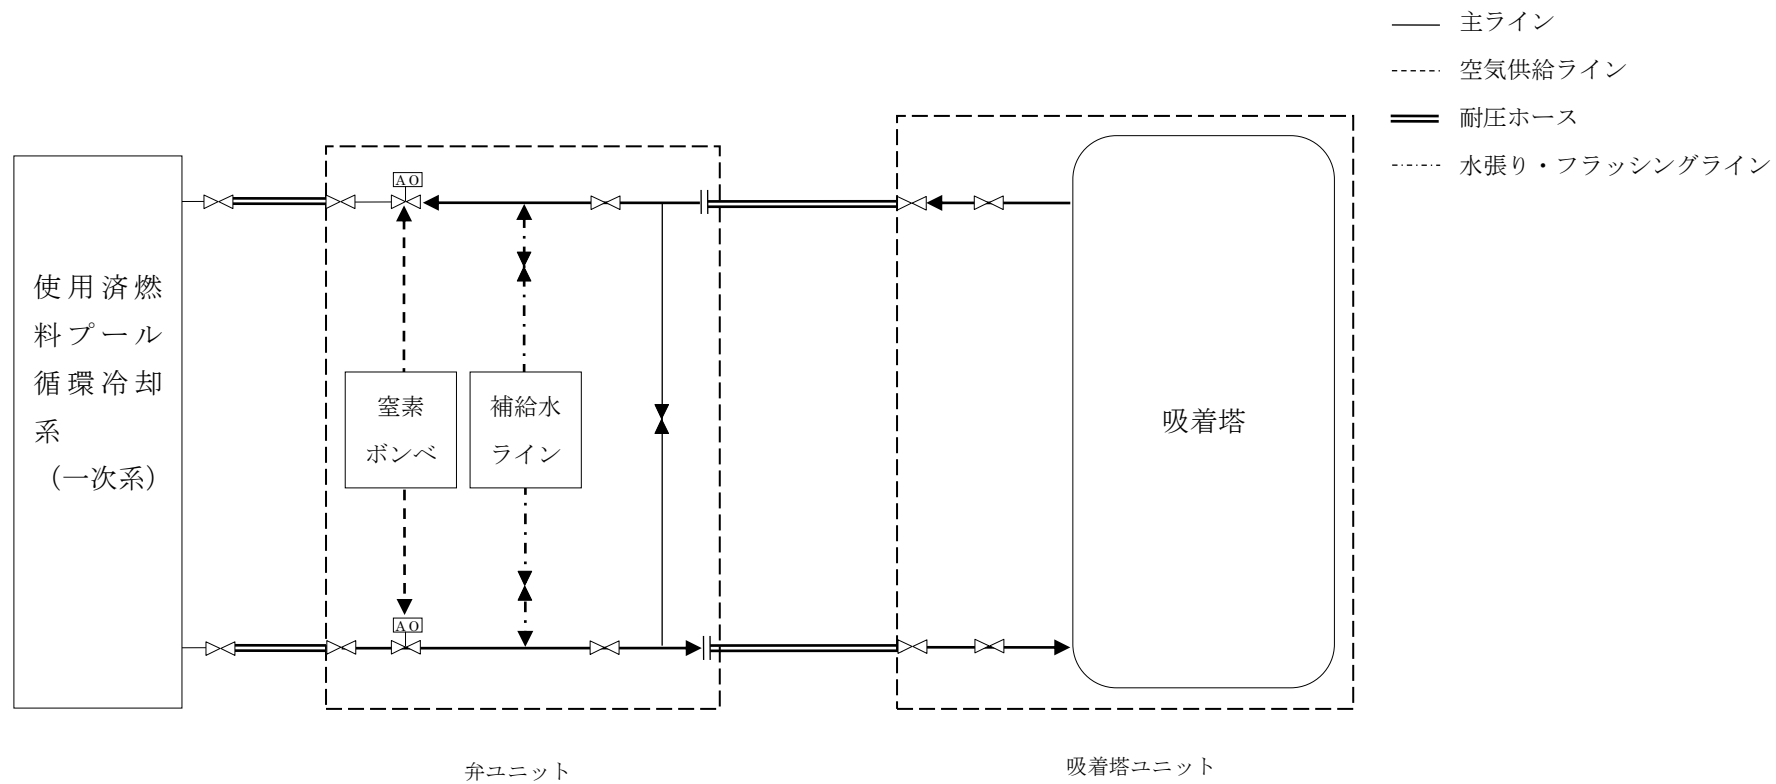 主ライン
空気供給ライン
耐圧ホース
水張り・フラッシングライン
AO
使用済燃
料プール
循環冷却
系
（一次系）
窒素
ボンベ
補給水
ライン
吸着塔
AO
弁ユニット
吸着塔ユニット